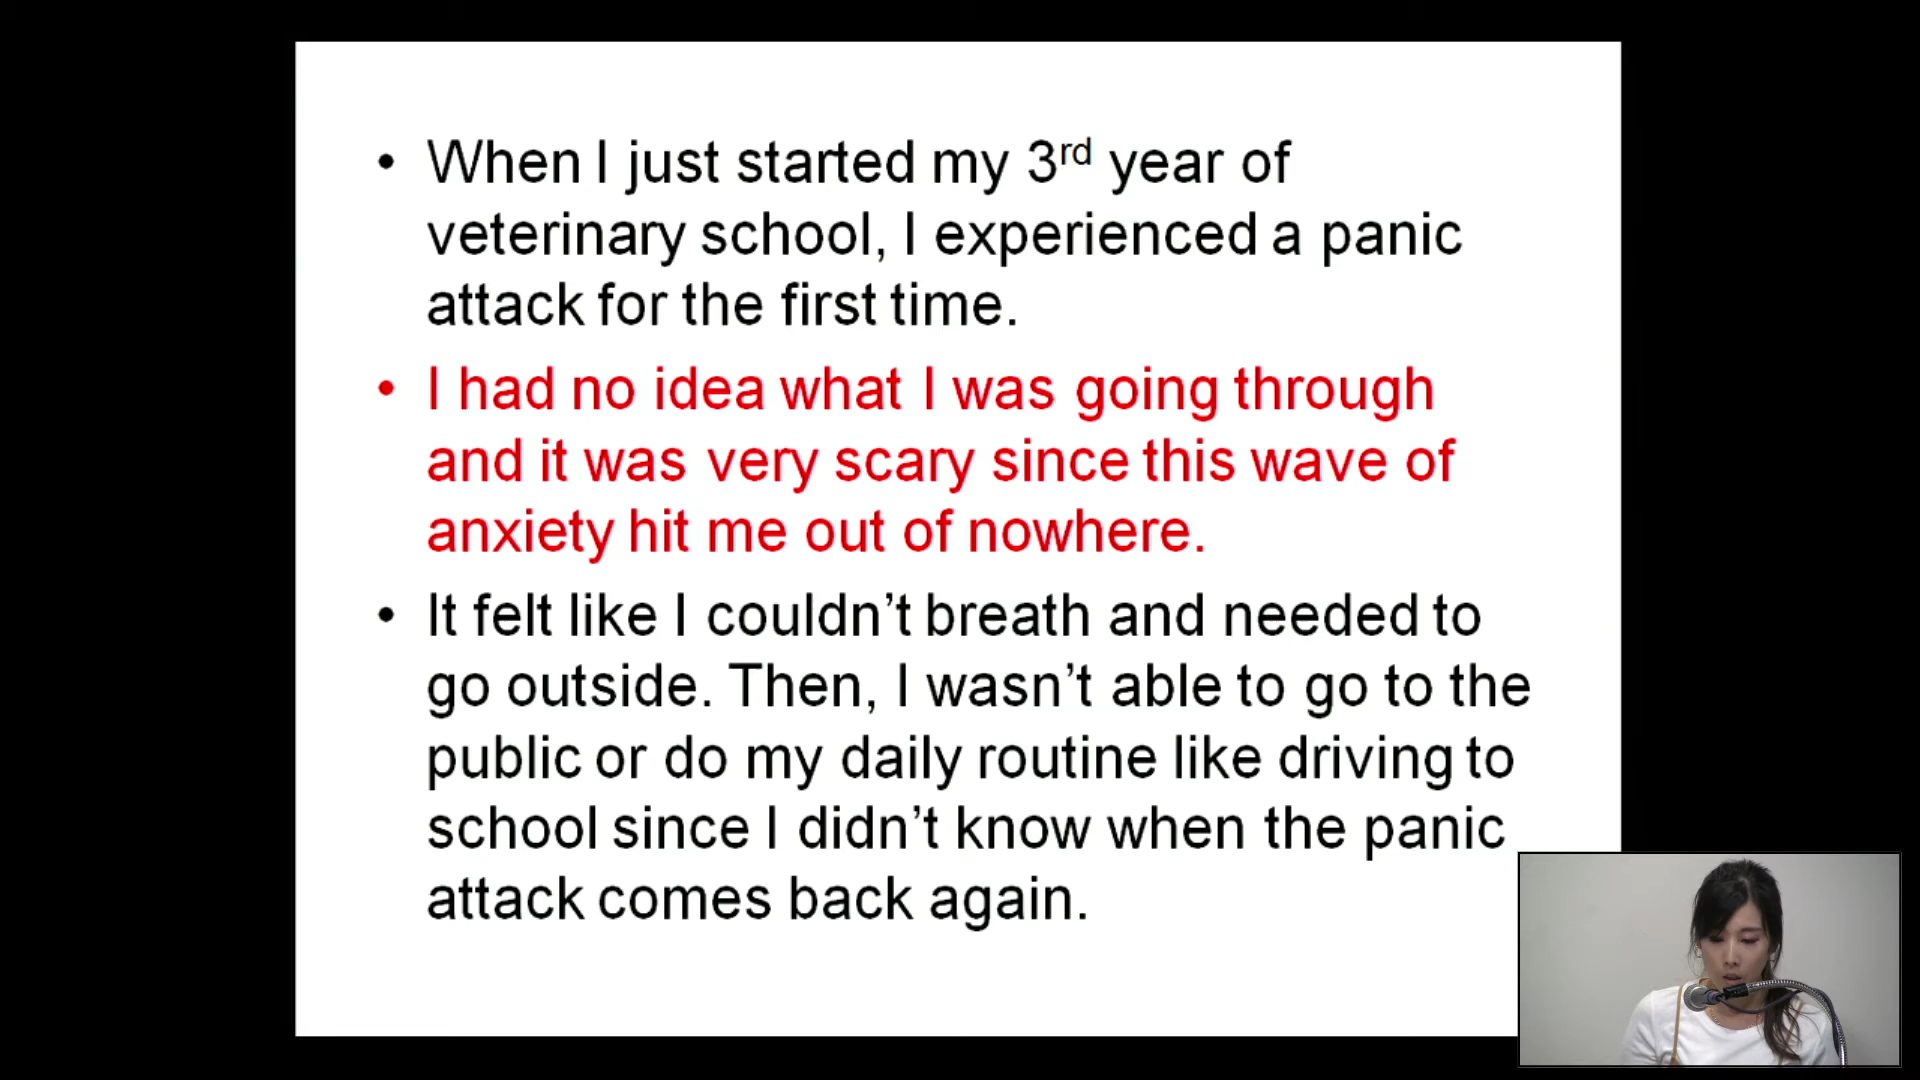 • When I just started my 3rd year of
veterinary school, I experienced a panic
attack for the first time.
• I had no idea what I was going through
and it was very scary since this wave of
anxiety hit me out of nowhere.
• It felt like I couldn’t breath and needed to
go outside. Then, I wasn’t able to go to the
public or do my daily routine like driving to
school since I didn’t know when the panic
attack comes back again.